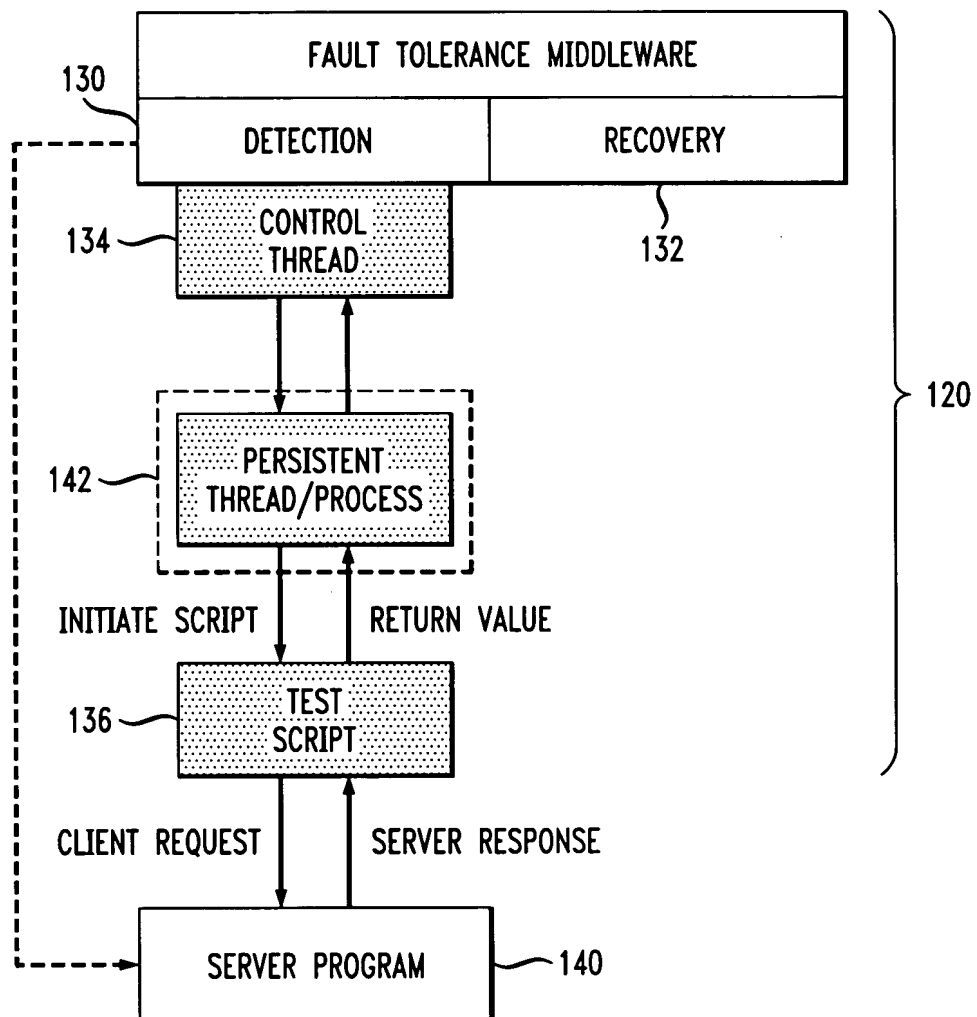 FAULT TOLERANCE MIDDLEWARE
130
DETECTION
RECOVERY
134
CONTROL
THREAD
132
120
142
PERSISTENT
THREAD/PROCESS
INITIATE SCRIPT
RETURN VALUE
136
TEST
SCRIPT
CLIENT REQUEST
SERVER RESPONSE
SERVER PROGRAM
140